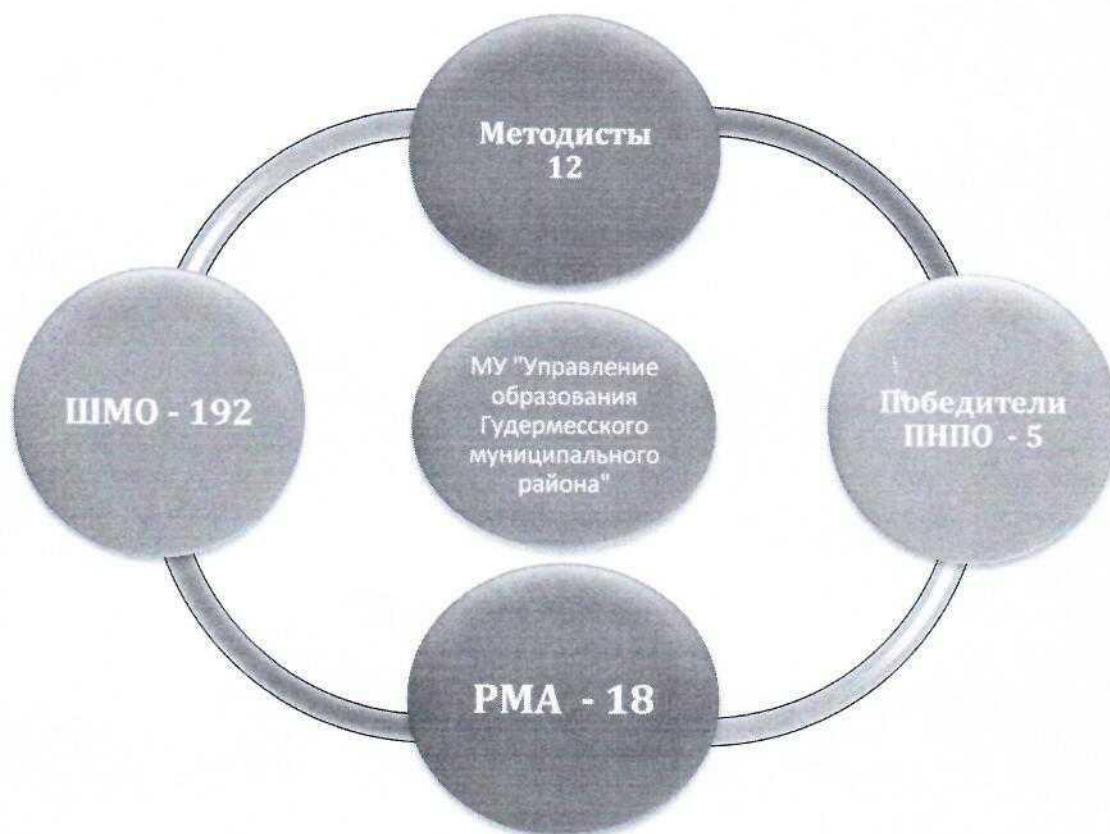 Методисты
12
ШМО - 192
МУ "Управление
образования
Гудермесского
муниципального
района"
Победители
ПНПО - 5
РМА - 18